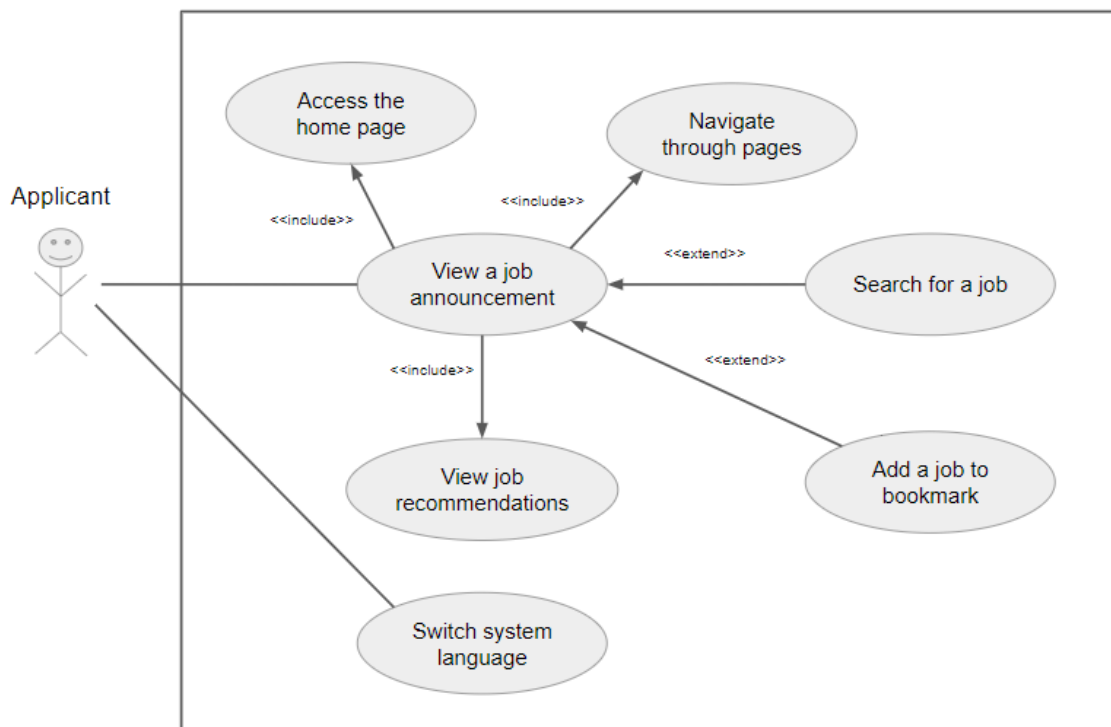 Access the
home page
Navigate
through pages
Applicant
<<include>>
<<include>>
View a job
announcement
<<extend>>
Search for a job
<<include>>
<<extend>>
View job
recommendations
Add a job to
bookmark
Switch system
language